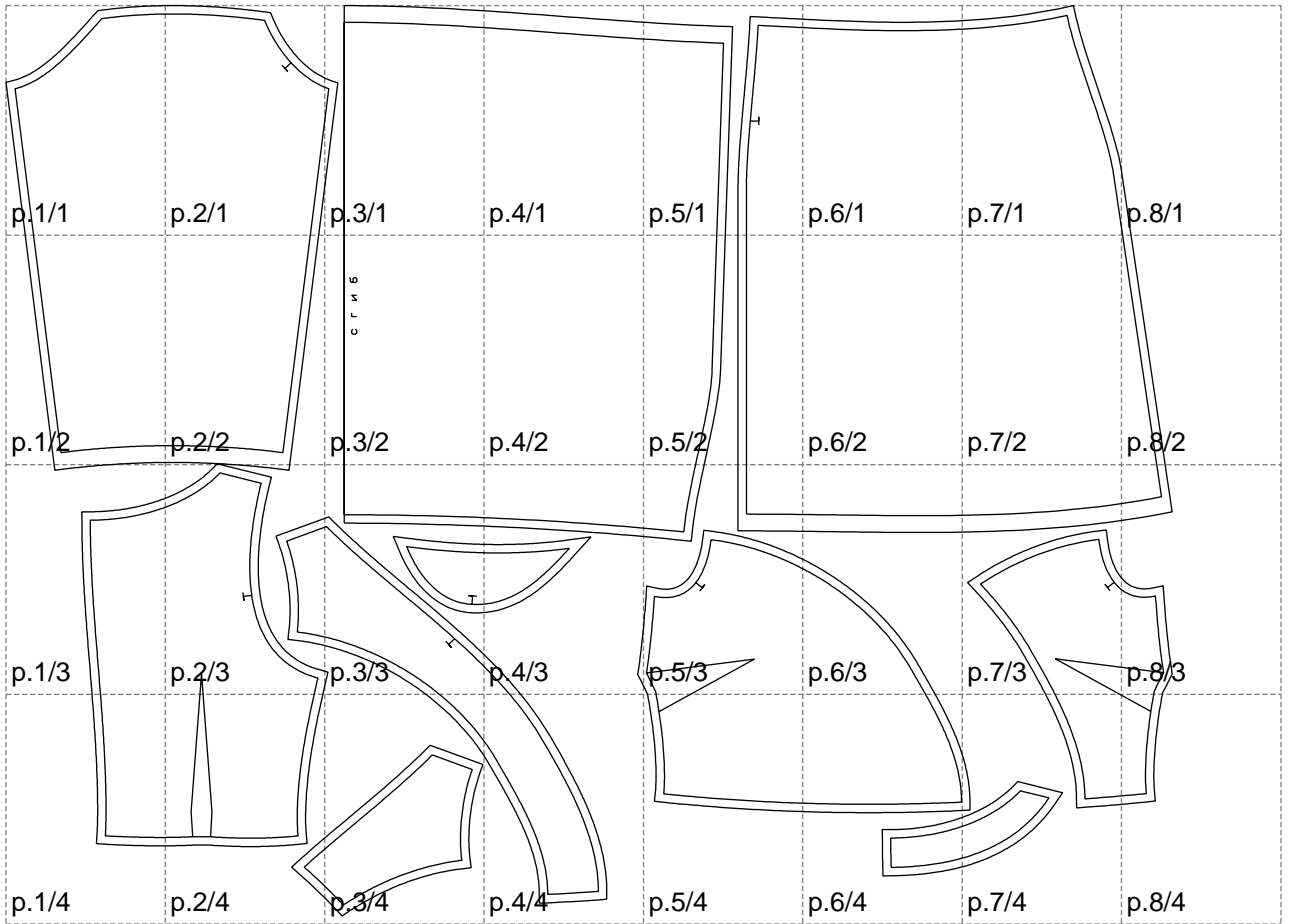 p.1/1 p.2/1 p.3/1 p.4/1 p.5/1 p.6/1 p.7/1 p.8/1
с г и б
p.1/2 p.2/2 p.3/2 p.4/2 p.5/2 p.6/2 p.7/2 p.8/2
p.1/3 p.2/3 p.3/3 p.4/3 p.5/3 p.6/3 p.7/3 p.8/3
p.1/4 p.2/4 p.3/4 p.4/4 p.5/4 p.6/4 p.7/4 p.8/4